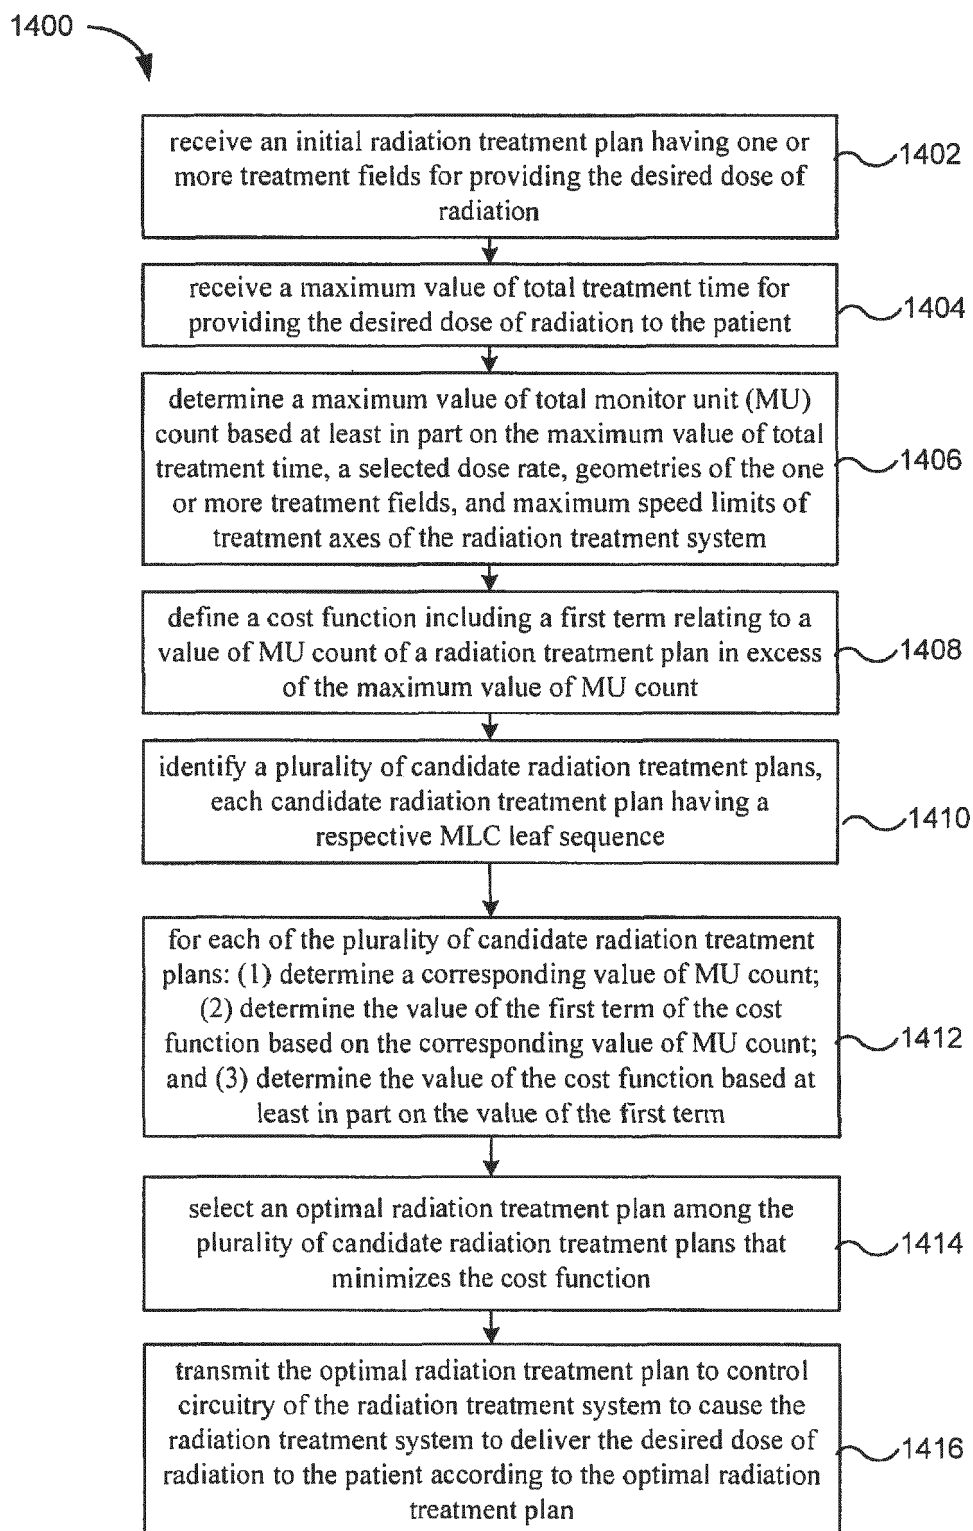 1400
receive an initial radiation treatment plan having one or
more treatment fields for providing the desired dose of
radiation
1402
receive a maximum value of total treatment time for
providing the desired dose of radiation to the patient
1404
determine a maximum value of total monitor unit (MU)
count based at least in part on the maximum value of total
treatment time, a selected dose rate, geometries of the one
or more treatment fields, and maximum speed limits of
treatment axes of the radiation treatment system
1406
define a cost function including a first term relating to a
value of MU count of a radiation treatment plan in excess
of the maximum value of MU count
1408
identify a plurality of candidate radiation treatment plans,
each candidate radiation treatment plan having a
respective MLC leaf sequence
1410
for each of the plurality of candidate radiation treatment
plans: (1) determine a corresponding value of MU count;
(2) determine the value of the first term of the cost
function based on the corresponding value of MU count;
and (3) determine the value of the cost function based at
least in part on the value of the first term
1412
select an optimal radiation treatment plan among the
plurality of candidate radiation treatment plans that
minimizes the cost function
1414
transmit the optimal radiation treatment plan to control
circuitry of the radiation treatment system to cause the
radiation treatment system to deliver the desired dose of
radiation to the patient according to the optimal radiation
treatment plan
1416